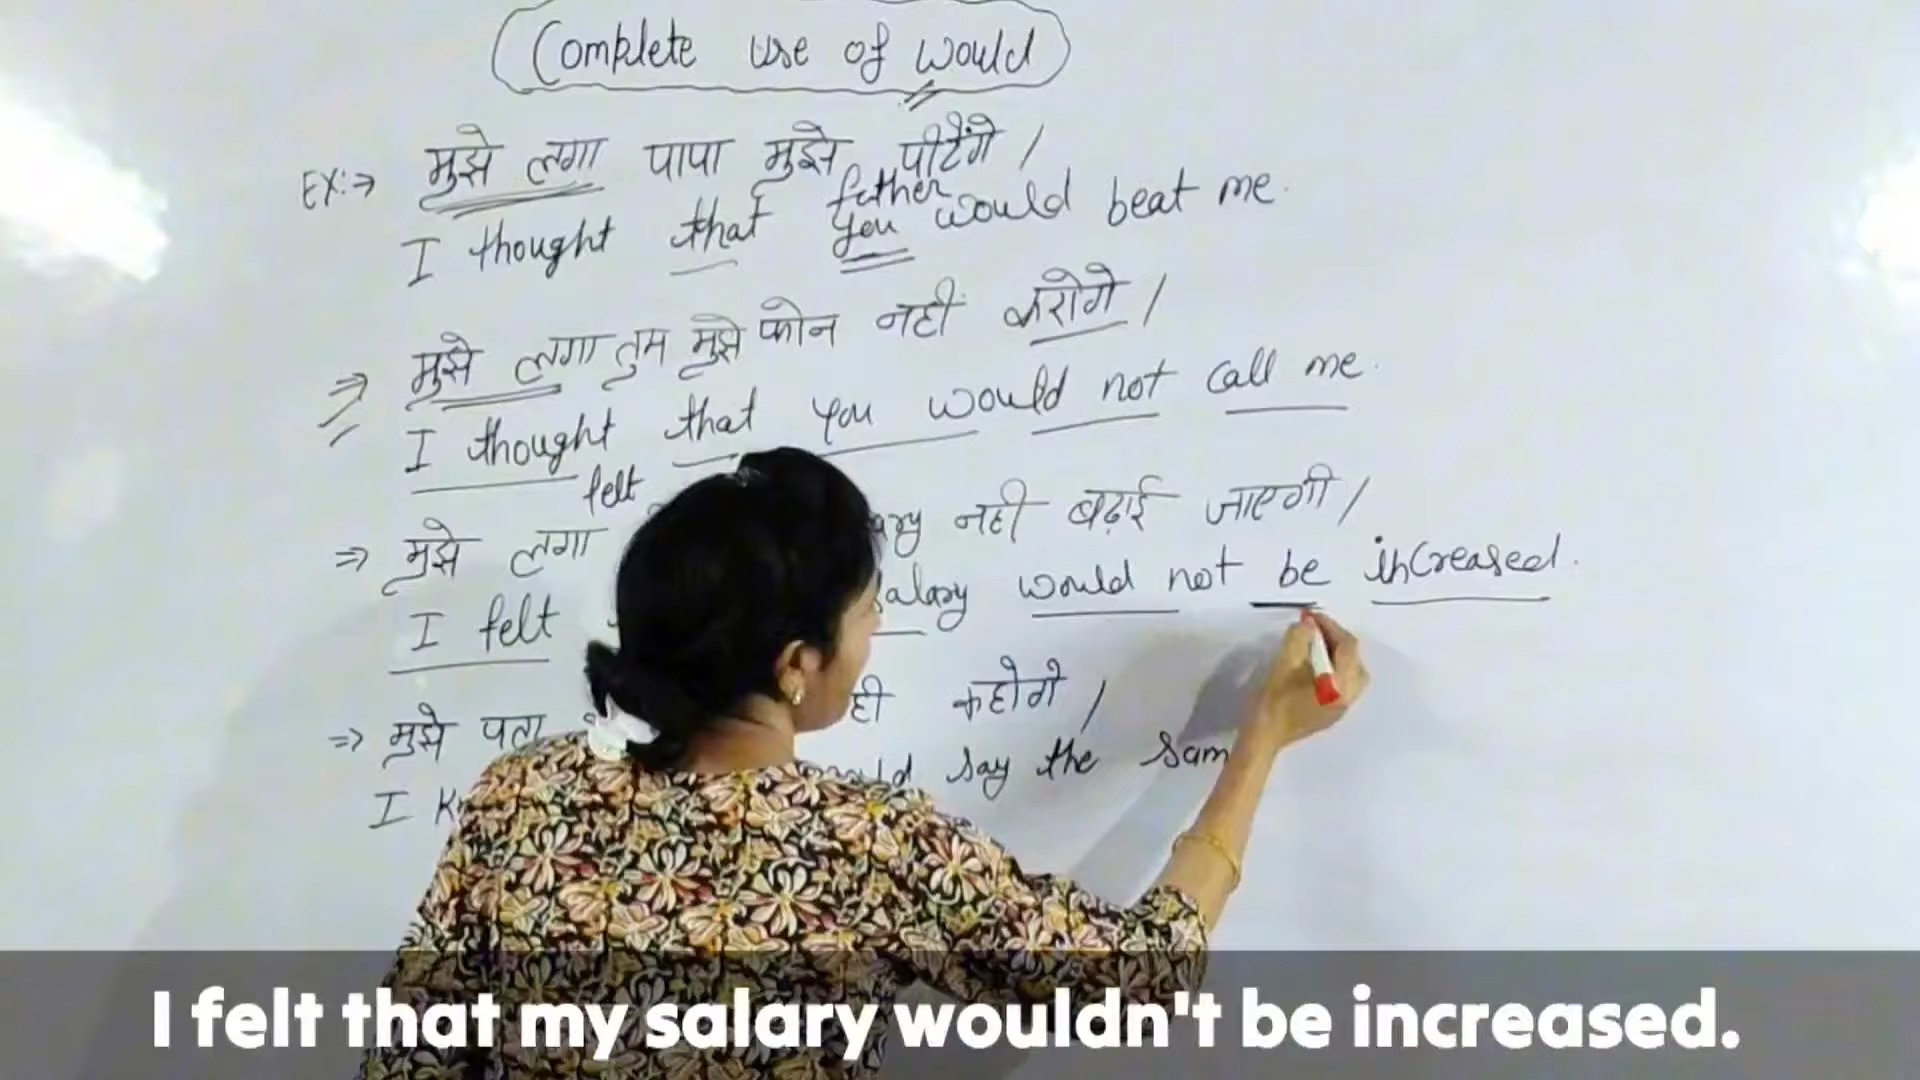 Complete use of would
Ex:⇒ मुझे लगा पापा मुझे पीटेंगे /
father
I thought that you would beat me.
⇒ मुझे लगा तुम मुझे फोन नही करोगे /
I thought that you would not call me.
felt
⇒ मुझे लगा नही बढ़ाई जाएगी /
I felt salary would not be increased.
⇒ मुझे पता कहोगे /
I say the
I felt that my salary wouldn't be increased.